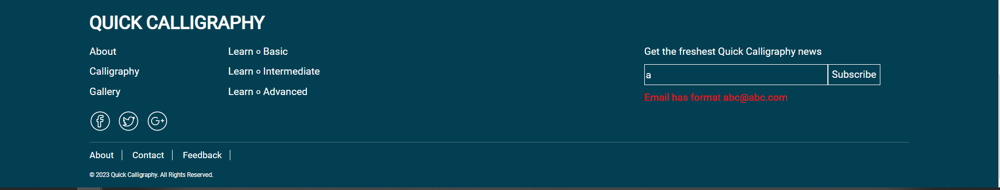 QUICK CALLIGRAPHY
About
Calligraphy
Gallery
Learn ∘ Basic
Learn ∘ Intermediate
Learn ∘ Advanced
Get the freshest Quick Calligraphy news
a
Subscribe
Email has format abc@abc.com
About
Contact
Feedback
© 2023 Quick Calligraphy. All Rights Reserved.